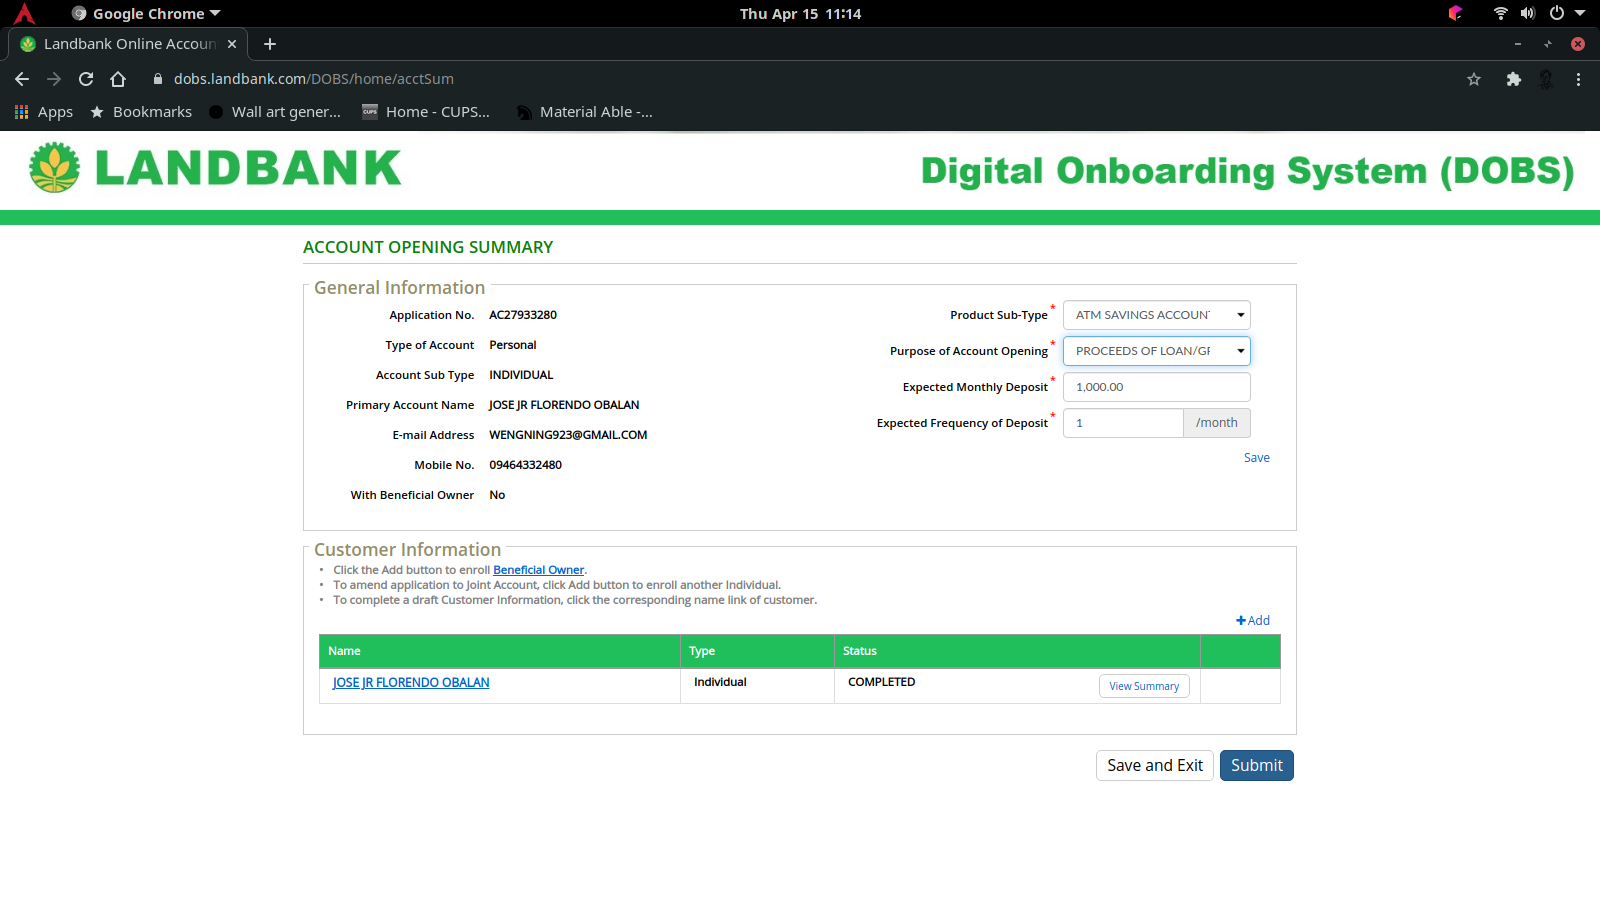 Google Chrome
Thu Apr 15 11:14
Landbank Online Accoun
dobs.landbank.com/DOBS/home/acctSum
Apps
Bookmarks
Wall art gener...
CUPS
Home - CUPS...
Material Able -...
LANDBANK
Digital Onboarding System (DOBS)
ACCOUNT OPENING SUMMARY
General Information
Application No. AC27933280
Type of Account Personal
Account Sub Type INDIVIDUAL
Primary Account Name JOSE JR FLORENDO OBALAN
E-mail Address WENGNING923@GMAIL.COM
Mobile No. 09464332480
With Beneficial Owner No
Product Sub-Type * ATM SAVINGS ACCOUN
Purpose of Account Opening * PROCEEDS OF LOAN/GF
Expected Monthly Deposit * 1,000.00
Expected Frequency of Deposit * 1 /month
Save
Customer Information
• Click the Add button to enroll Beneficial Owner.
• To amend application to Joint Account, click Add button to enroll another Individual.
• To complete a draft Customer Information, click the corresponding name link of customer.
+Add
Name Type Status
JOSE JR FLORENDO OBALAN Individual COMPLETED View Summary
Save and Exit Submit